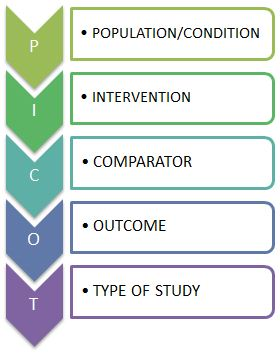 P
• POPULATION/CONDITION
I
• INTERVENTION
C
• COMPARATOR
O
• OUTCOME
T
• TYPE OF STUDY